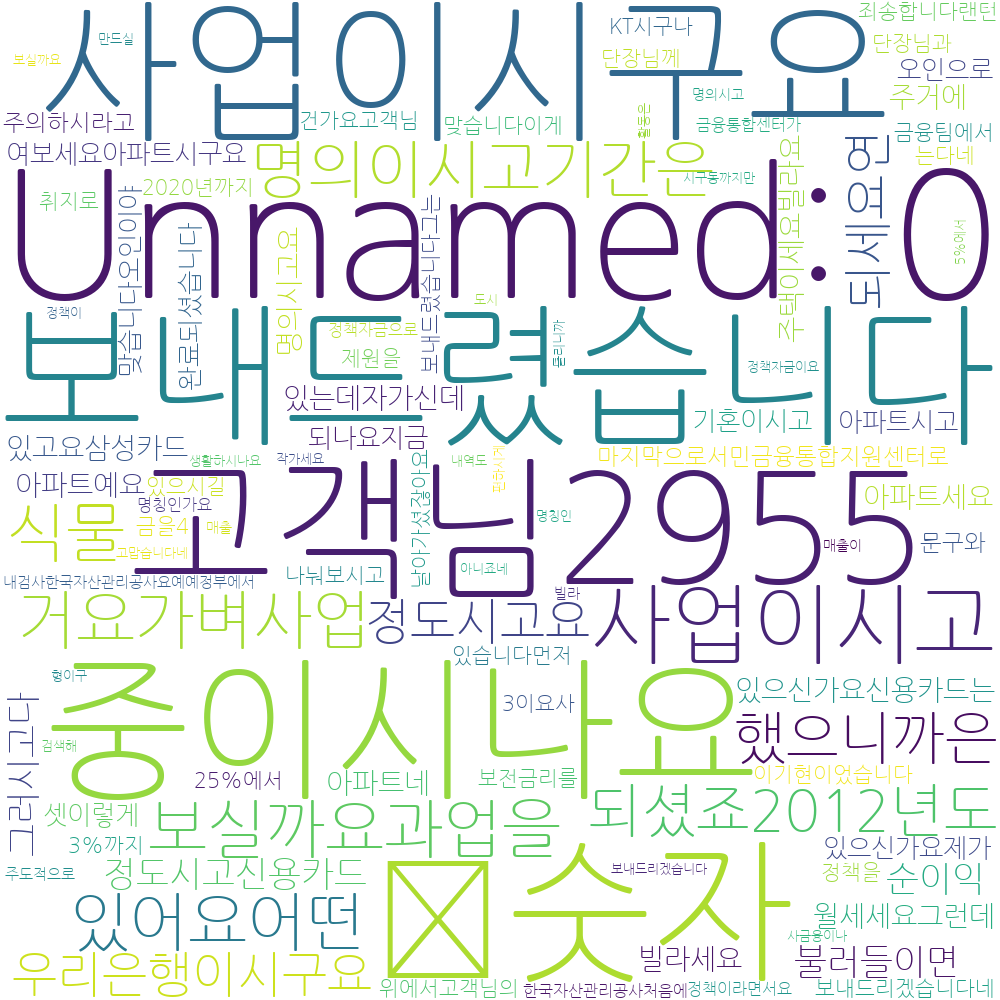 사업이시구요
만드실
보실까요
KT시구나
죄송합니다랜턴
단장님께
단장님과
오인으로
주의하시라고
건가요고객님
맞습니다이게
명의시고
활동은
금융통합센터가
주거에
금융팀에서
여보세요아파트시구요
명의이시고기간은
는다네
취지로
2020년까지
시구동까지만
되세요연
주택이세요빌라요
Unnamed: 0
5%에서
맞습니다오인이야
완료되셨습니다
명의시고요
보내드렸습니다고는
도시
정책이
정책자금으로
제원을
들리니까
정책자금이요
보내드렸습니다
있는데자가신데
기혼이시고
아파트시고
있고요삼성카드
되나요지금
마지막으로서민금융통합지원센터로
생활하시나요
작가세요
날아가셨잖아요
내역도
아파트예요
있으시길
명칭인가요
고객님
2955
아파트세요
식물
금을4
매출
명칭인
고맙습니다네
매출이
문구와
내검사한국자산관리공사요예예정부에서
나눠보시고
아니죠네
빌라
거요가벼사업
정도시고요
사업이시고
있습니다먼저
형이구
중이시나요
있으신가요신용카드는
3이요사
그러시고다
했으니까은
검색해
25%에서
아파트네
보전금리를
이기현이었습니다
셋이렇게
보실까요과업을
되셨죠2012년도
3%까지
있으신가요제가
주도적으로
정도시고신용카드
숫자
보내드리겠습니다
정책을
순이익
있어요어떤
월세세요그런데
사금융이나
우리은행이시구요
빌라세요
불러들이면
위에서고객님의
한국자산관리공사처음에
정책이라면서요
보내드리겠습니다네